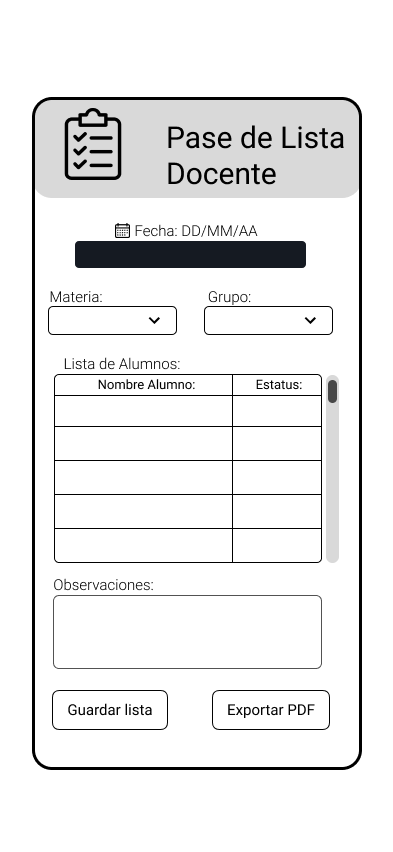 Pase de Lista
Docente
Fecha: DD/MM/AA
Materia: Grupo:
Lista de Alumnos:
Nombre Alumno: Estatus:
Observaciones:
Guardar lista Exportar PDF